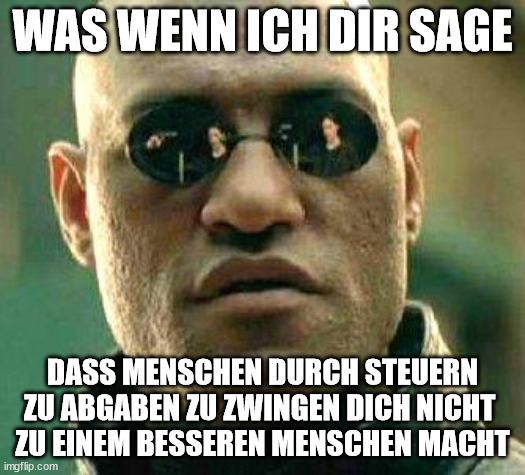 WAS WENN ICH DIR SAGE
DASS MENSCHEN DURCH STEUERN
ZU ABGABEN ZU ZWINGEN DICH NICHT
ZU EINEM BESSEREN MENSCHEN MACHT
imgflip.com